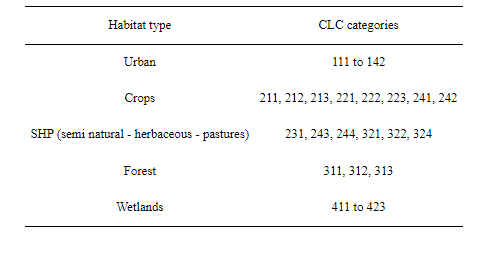 Habitat type CLC categories
Urban 111 to 142
Crops 211, 212, 213, 221, 222, 223, 241, 242
SHP (semi natural - herbaceous - pastures) 231, 243, 244, 321, 322, 324
Forest 311, 312, 313
Wetlands 411 to 423